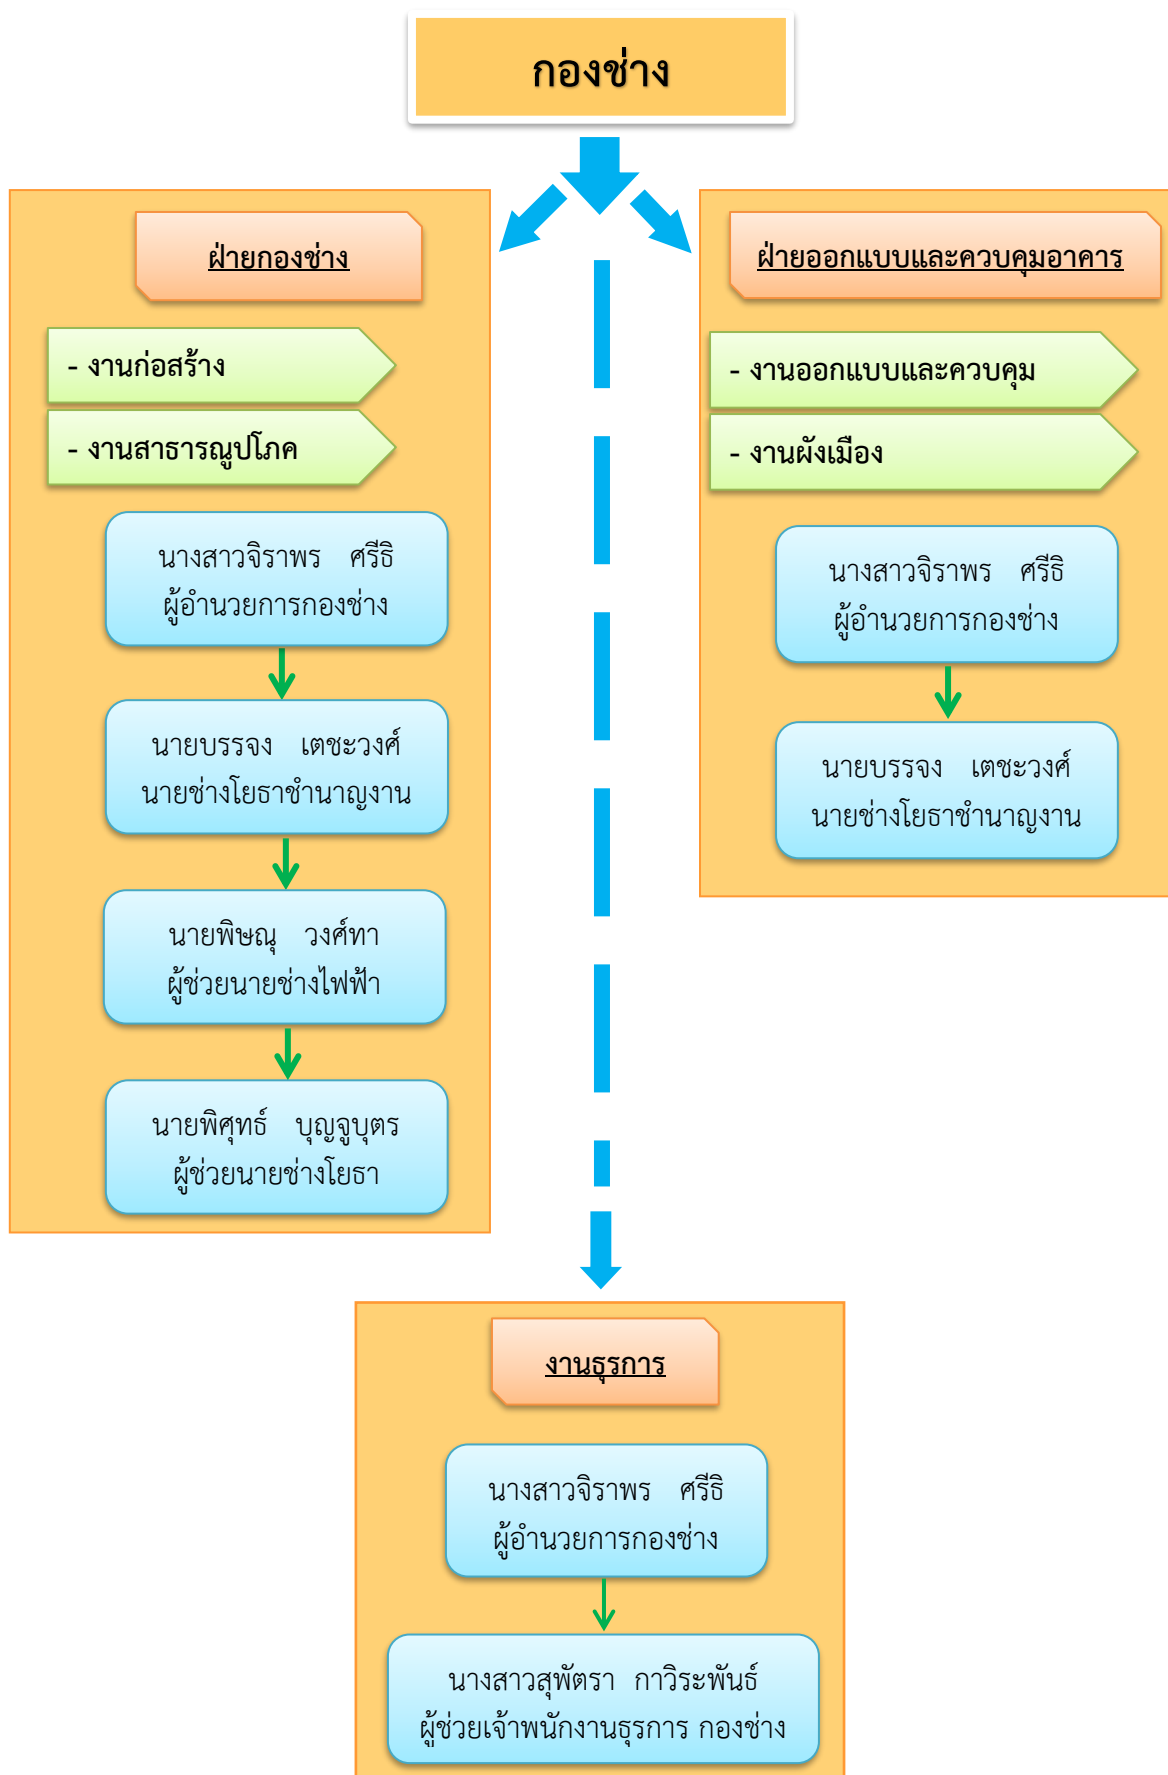 กองช่าง
ฝ่ายกองช่าง
- งานก่อสร้าง
- งานสาธารณูปโภค
นางสาวจิราพร ศรีธิ
ผู้อำนวยการกองช่าง
นายบรรจง เตชะวงศ์
นายช่างโยธาชำนาญงาน
นายพิษณุ วงศ์ทา
ผู้ช่วยนายช่างไฟฟ้า
นายพิศุทธ์ บุญจูบุตร
ผู้ช่วยนายช่างโยธา
ฝ่ายออกแบบและควบคุมอาคาร
- งานออกแบบและควบคุม
- งานผังเมือง
นางสาวจิราพร ศรีธิ
ผู้อำนวยการกองช่าง
นายบรรจง เตชะวงศ์
นายช่างโยธาชำนาญงาน
งานธุรการ
นางสาวจิราพร ศรีธิ
ผู้อำนวยการกองช่าง
นางสาวสุพัตรา กาวิระพันธ์
ผู้ช่วยเจ้าพนักงานธุรการ กองช่าง